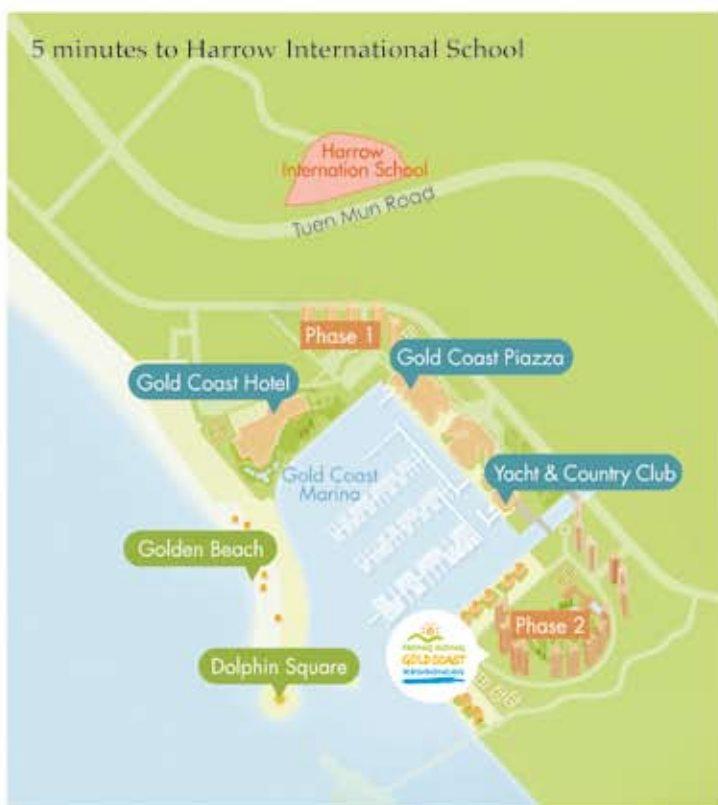 5 minutes to Harrow International School
Harrow
Internation School
Tuen Mun Road
Phase 1
Gold Coast Piazza
Gold Coast Hotel
Gold Coast
Marina
Yacht & Country Club
Golden Beach
Phase 2
GOLD COAST
Dolphin Square